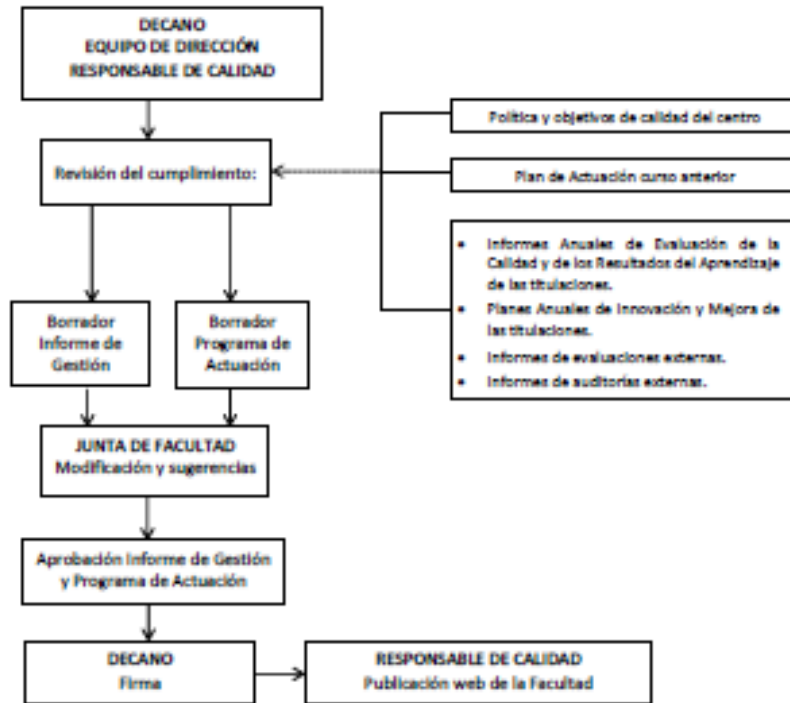 DECANO
EQUIPO DE DIRECCIÓN
RESPONSABLE DE CALIDAD
Política y objetivos de calidad del centro
Revisión del cumplimiento:
Plan de Actuación curso anterior
• Informes Anuales de Evaluación de la
Calidad y de los Resultados del Aprendizaje
de las titulaciones.
• Planes Anuales de Innovación y Mejora de
las titulaciones.
• Informes de evaluaciones externas.
• Informes de auditorías externas.
Borrador
Informe de
Gestión
Borrador
Programa de
Actuación
JUNTA DE FACULTAD
Modificación y sugerencias
Aprobación Informe de Gestión
y Programa de Actuación
DECANO
Firma
RESPONSABLE DE CALIDAD
Publicación web de la Facultad